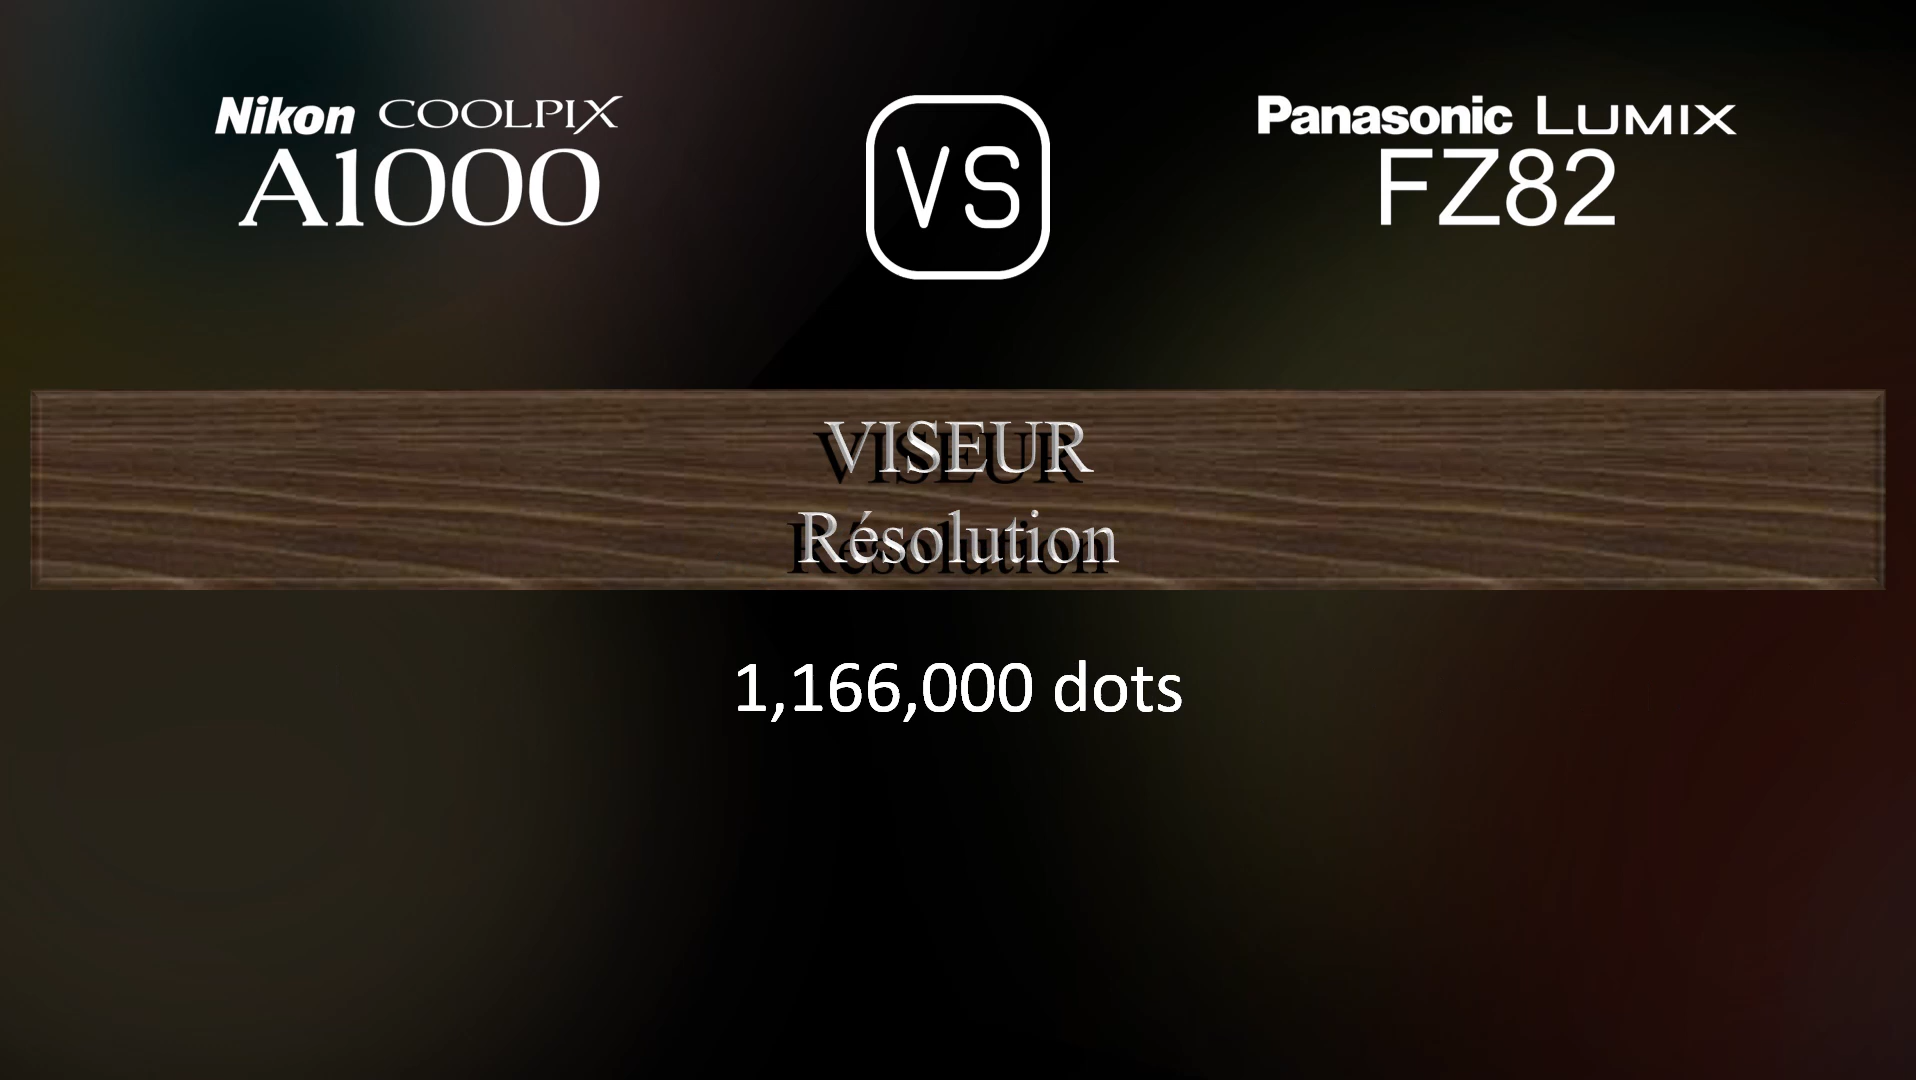 Nikon COOLPIX
A1000
VS
Panasonic LUMIX
FZ82
VISEUR
Résolution
1,166,000 dots